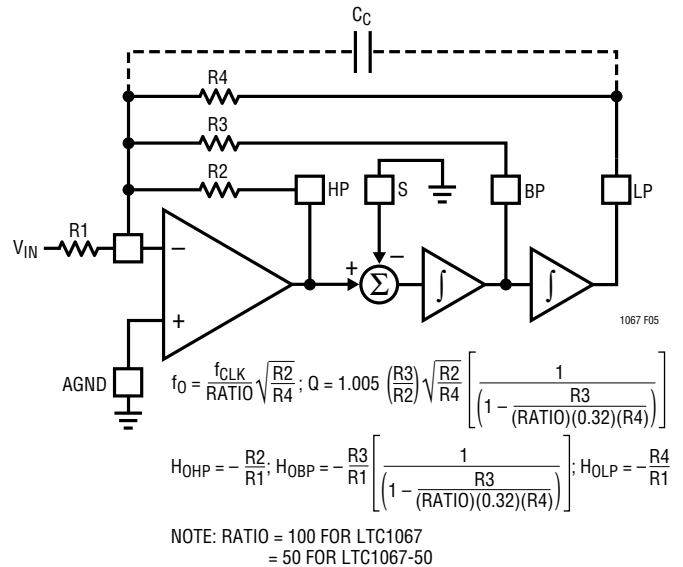 C_C
R4
R3
R2
HP
S
BP
LP
R1
V_IN
−
+
+
−
Σ
∫
∫
1067 F05
AGND
f_O = f_CLK/RATIO √(R2/R4) ; Q = 1.005 (R3/R2) √(R2/R4) [1/(1 − R3/((RATIO)(0.32)(R4)))]
H_OHP = − R2/R1; H_OBP = − R3/R1 [1/(1 − R3/((RATIO)(0.32)(R4)))]; H_OLP = − R4/R1
NOTE: RATIO = 100 FOR LTC1067
= 50 FOR LTC1067-50